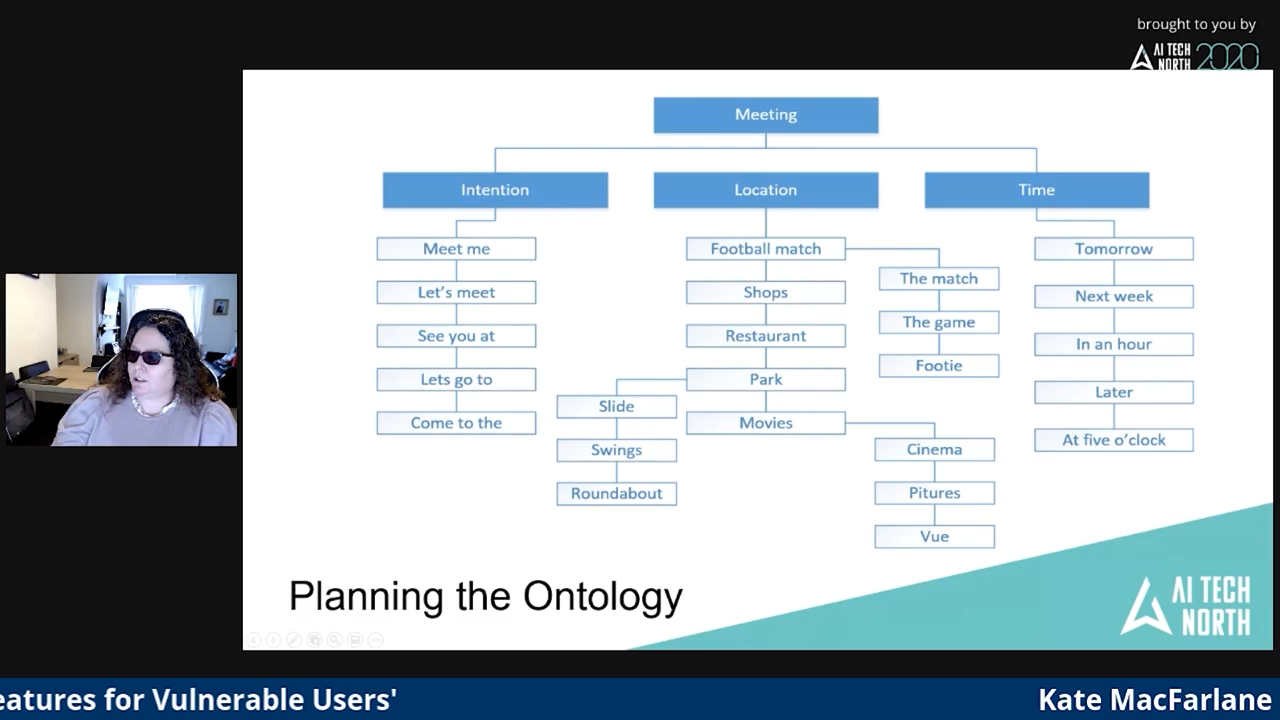 brought to you by
AI TECH
NORTH 2020
Meeting
Intention
Location
Time
Meet me
Let's meet
See you at
Lets go to
Come to the
Football match
Shops
Restaurant
Park
Movies
The match
The game
Footie
Slide
Swings
Roundabout
Cinema
Pitures
Vue
Tomorrow
Next week
In an hour
Later
At five o'clock
Planning the Ontology
AI TECH
NORTH
eatures for Vulnerable Users'
Kate MacFarlane